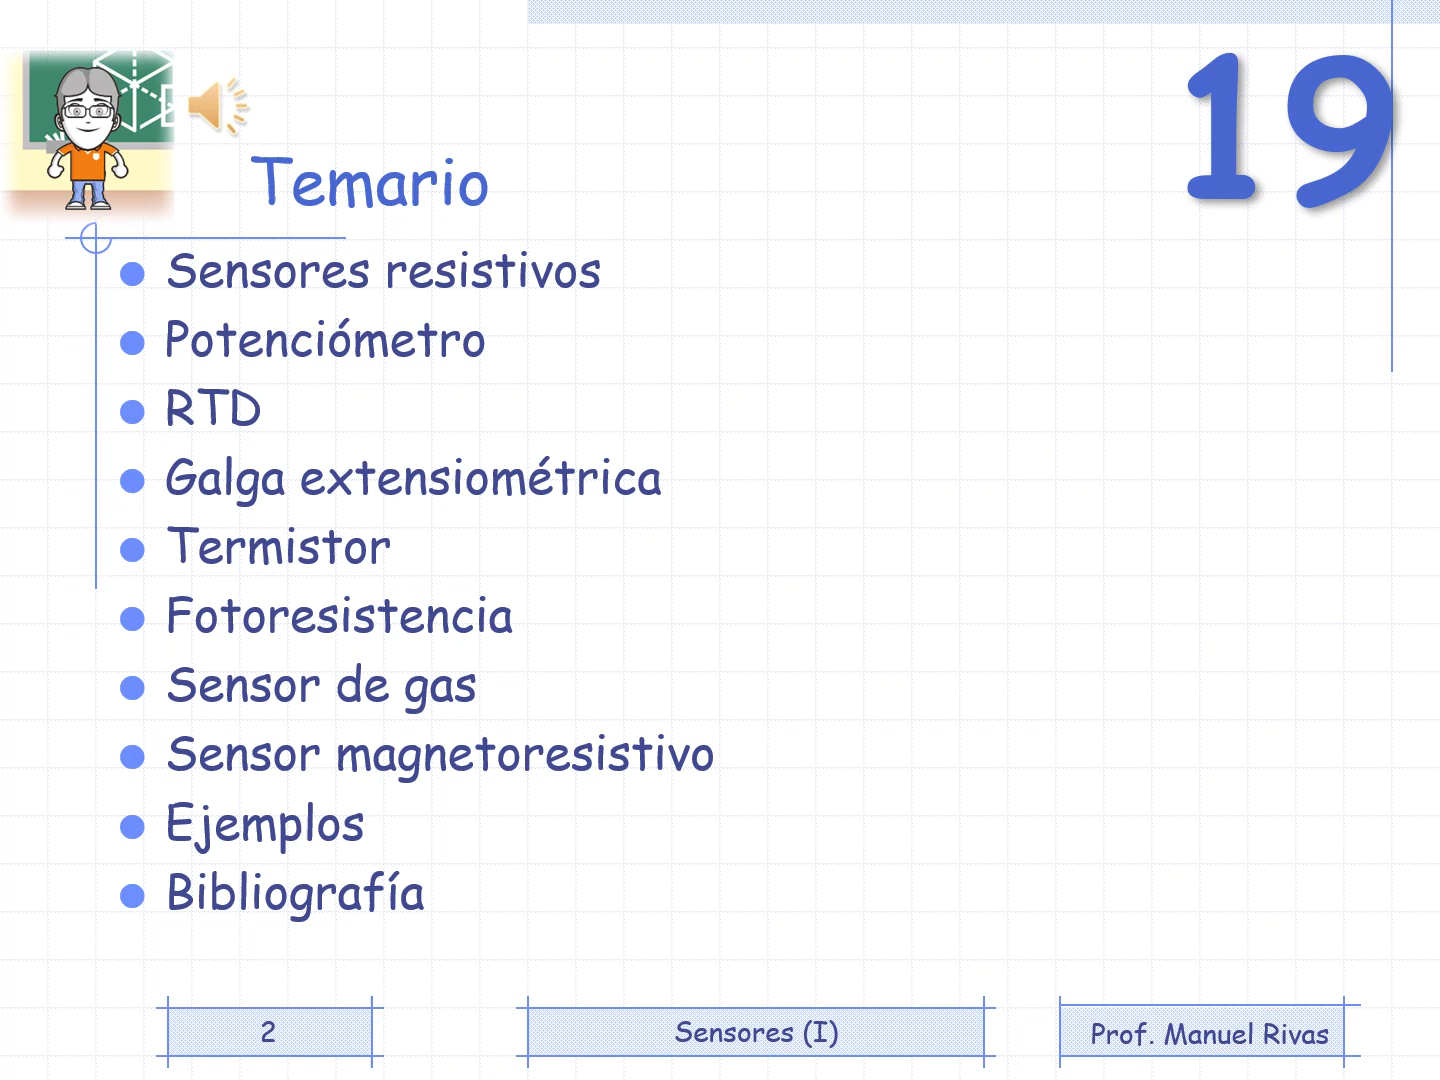 19
Temario
Sensores resistivos
Potenciómetro
RTD
Galga extensiométrica
Termistor
Fotoresistencia
Sensor de gas
Sensor magnetoresistivo
Ejemplos
Bibliografía
2
Sensores (I)
Prof. Manuel Rivas